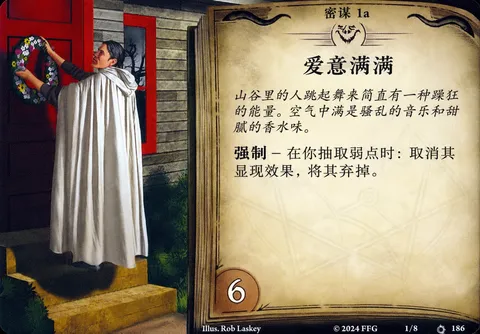 密谋 1a
爱意满满
山谷里的人跳起舞来简直有一种躁狂
的能量。空气中满是骚乱的音乐和甜
腻的香水味。
强制 – 在你抽取弱点时：取消其
显现效果，将其弃掉。
6
Illus. Rob Laskey
© 2024 FFG
1/8
186